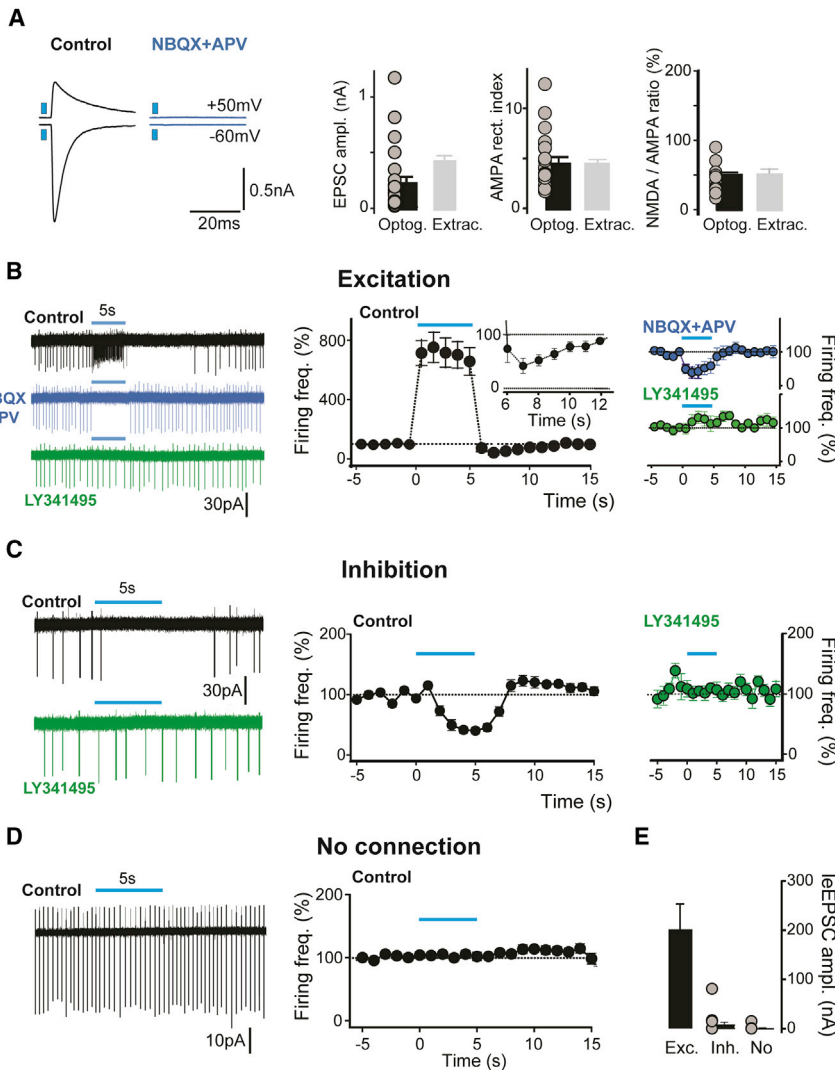 A
Control
NBQX+APV
+50mV
-60mV
0.5nA
20ms
EPSC ampl. (nA)
1
0
Optog. Extrac.
AMPA rect. index
10
5
0
Optog. Extrac.
NMDA / AMPA ratio (%)
200
100
50
0
Optog. Extrac.
B
Excitation
Control
5s
QX
PV
LY341495
30pA
Control
Firing freq. (%)
800
400
0
-5 0 5 10 15
Time (s)
100
0
6 8 10 12
Time (s)
NBQX+APV
100
0
LY341495
100
0
Firing freq. (%)
-5 0 5 10 15
Time (s)
C
Inhibition
Control
5s
30pA
LY341495
Control
Firing freq. (%)
200
100
0
-5 0 5 10 15
Time (s)
LY341495
200
100
0
Firing freq. (%)
-5 0 5 10 15
D
No connection
Control
5s
10pA
Control
Firing freq. (%)
200
100
0
-5 0 5 10 15
Time (s)
E
300
200
100
0
leEPSC ampl. (nA)
Exc. Inh. No